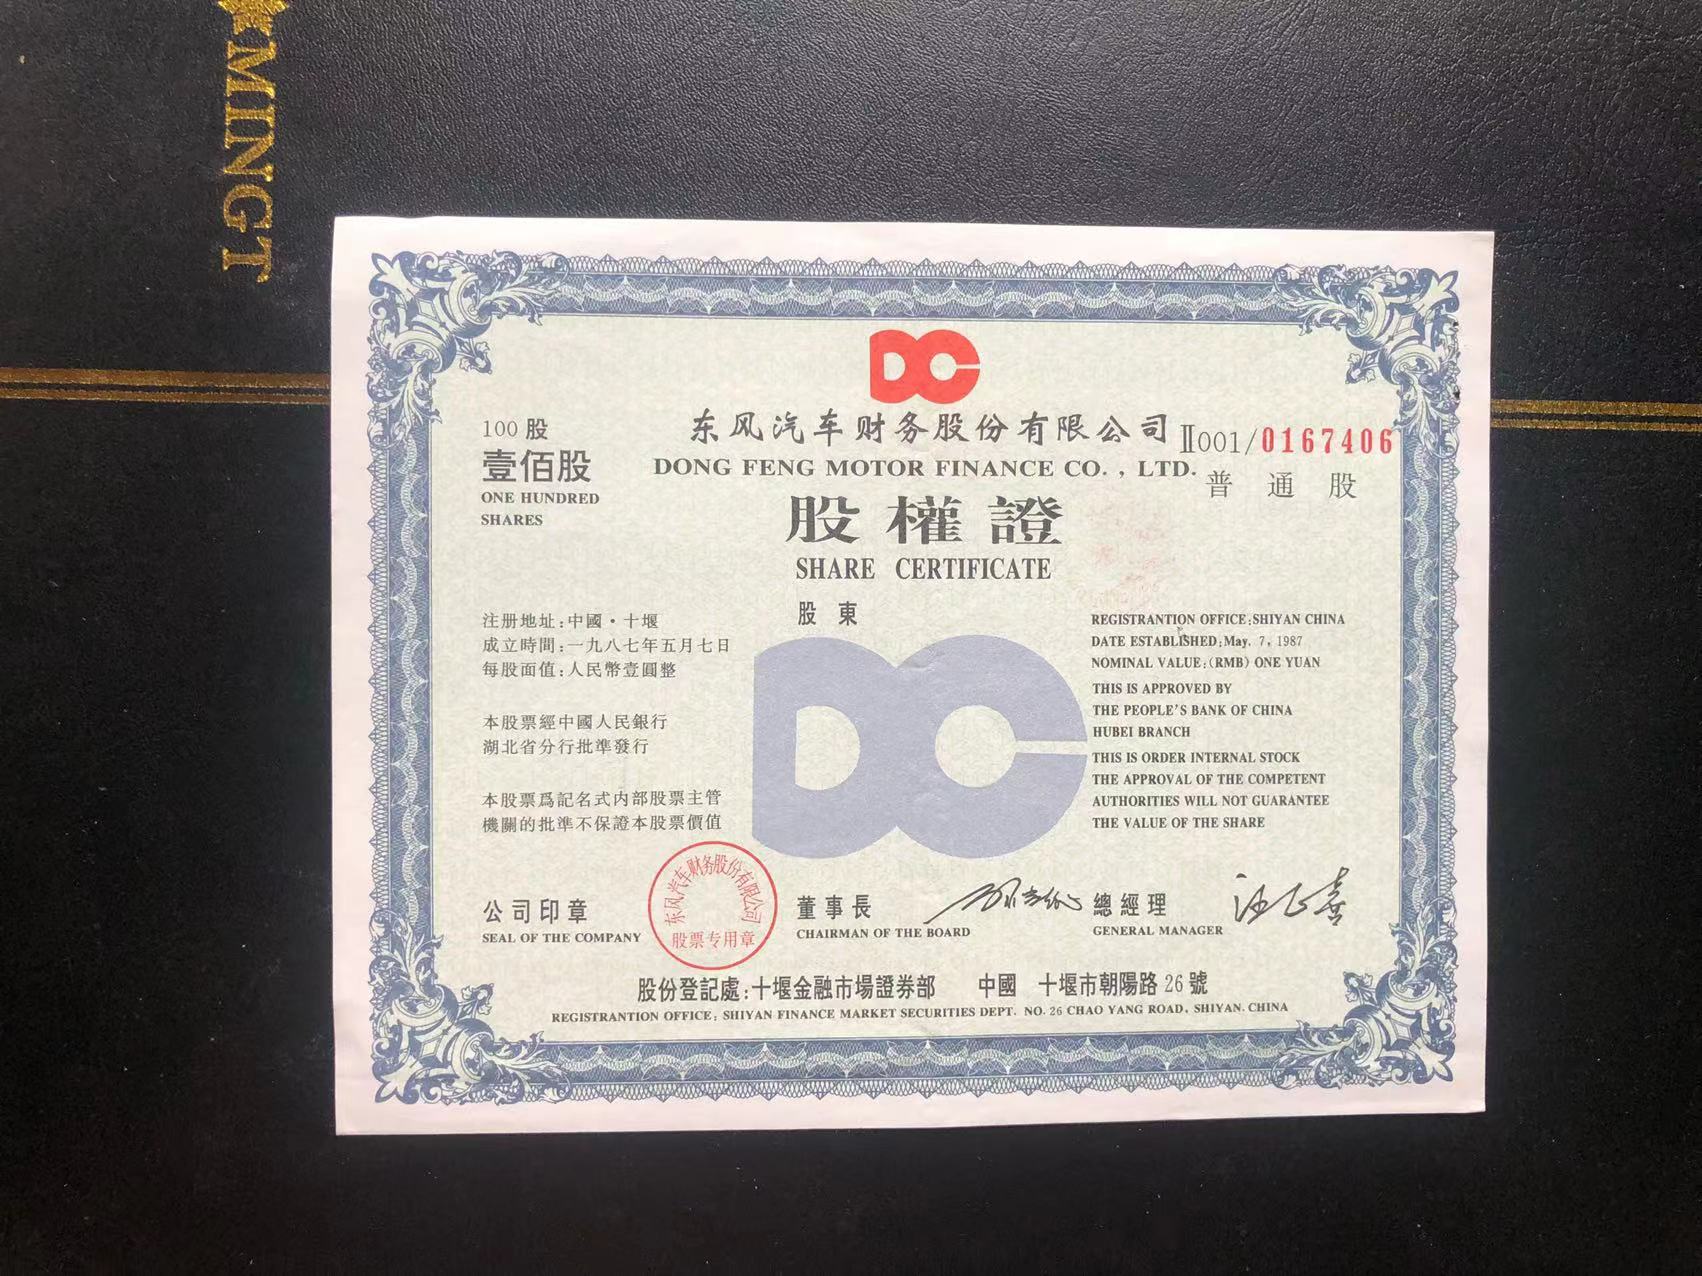 MINGT
DC
100 股
壹佰股
ONE HUNDRED
SHARES
东风汽车财务股份有限公司
DONG FENG MOTOR FINANCE CO. , LTD.
Ⅱ001/0167406
普 通 股
股權證
SHARE CERTIFICATE
注册地址:中國·十堰
成立時間:一九八七年五月七日
每股面值:人民幣壹圓整
本股票經中國人民銀行
湖北省分行批準發行
本股票爲記名式内部股票主管
機關的批準不保證本股票價值
股 東
DC
REGISTRANTION OFFICE:SHIYAN CHINA
DATE ESTABLISHED:May. 7, 1987
NOMINAL VALUE:(RMB) ONE YUAN
THIS IS APPROVED BY
THE PEOPLE'S BANK OF CHINA
HUBEI BRANCH
THIS IS ORDER INTERNAL STOCK
THE APPROVAL OF THE COMPETENT
AUTHORITIES WILL NOT GUARANTEE
THE VALUE OF THE SHARE
公司印章
SEAL OF THE COMPANY
东风汽车财务股份有限公司
股票专用章
董事長
CHAIRMAN OF THE BOARD
總經理
GENERAL MANAGER
汪正喜
股份登記處:十堰金融市場證券部 中國 十堰市朝陽路 26 號
REGISTRANTION OFFICE: SHIYAN FINANCE MARKET SECURITIES DEPT. NO. 26 CHAO YANG ROAD. SHIYAN. CHINA